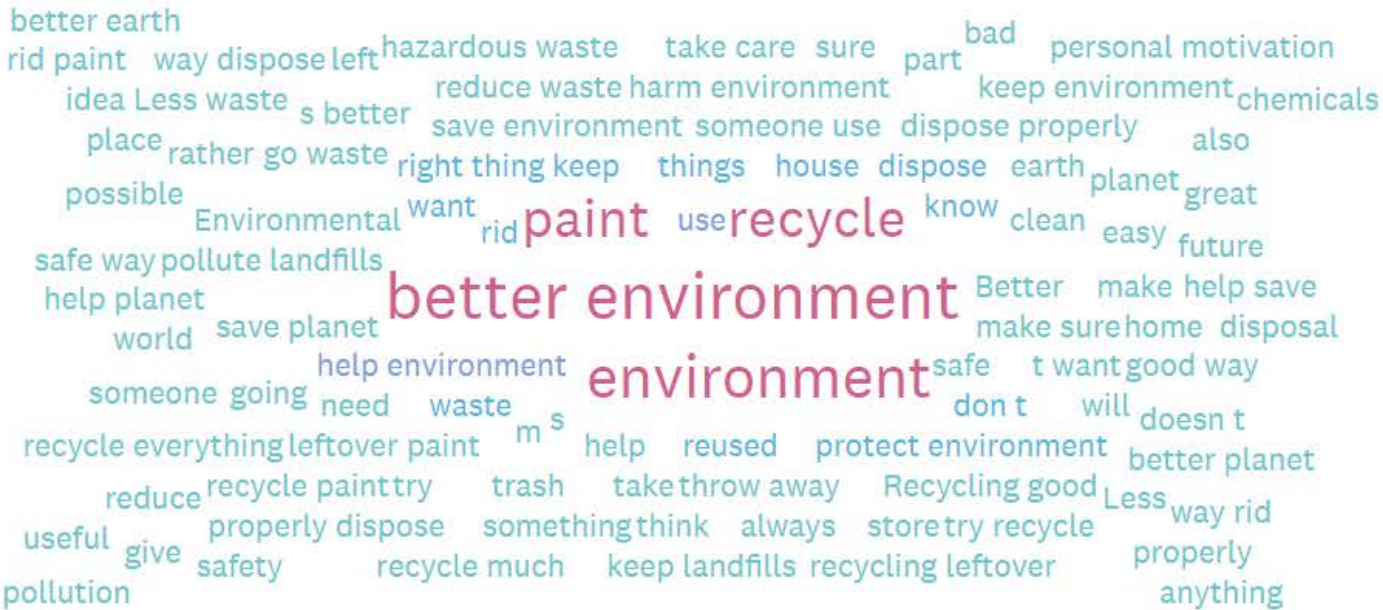 better earth
rid paint way dispose left hazardous waste take care sure part bad personal motivation
idea Less waste s better reduce waste harm environment keep environment chemicals
place rather go waste save environment someone use dispose properly also
possible right thing keep things house dispose earth planet great
Environmental want rid paint use recycle know clean easy future
safe way pollute landfills
help planet better environment Better make help save
world save planet make sure home disposal
help environment environment safe t want good way
someone going need waste don t will doesn t
recycle everything leftover paint m s help reused protect environment better planet
reduce recycle paint try trash take throw away Recycling good Less way rid
useful give properly dispose something think always store try recycle properly
safety recycle much keep landfills recycling leftover
pollution anything